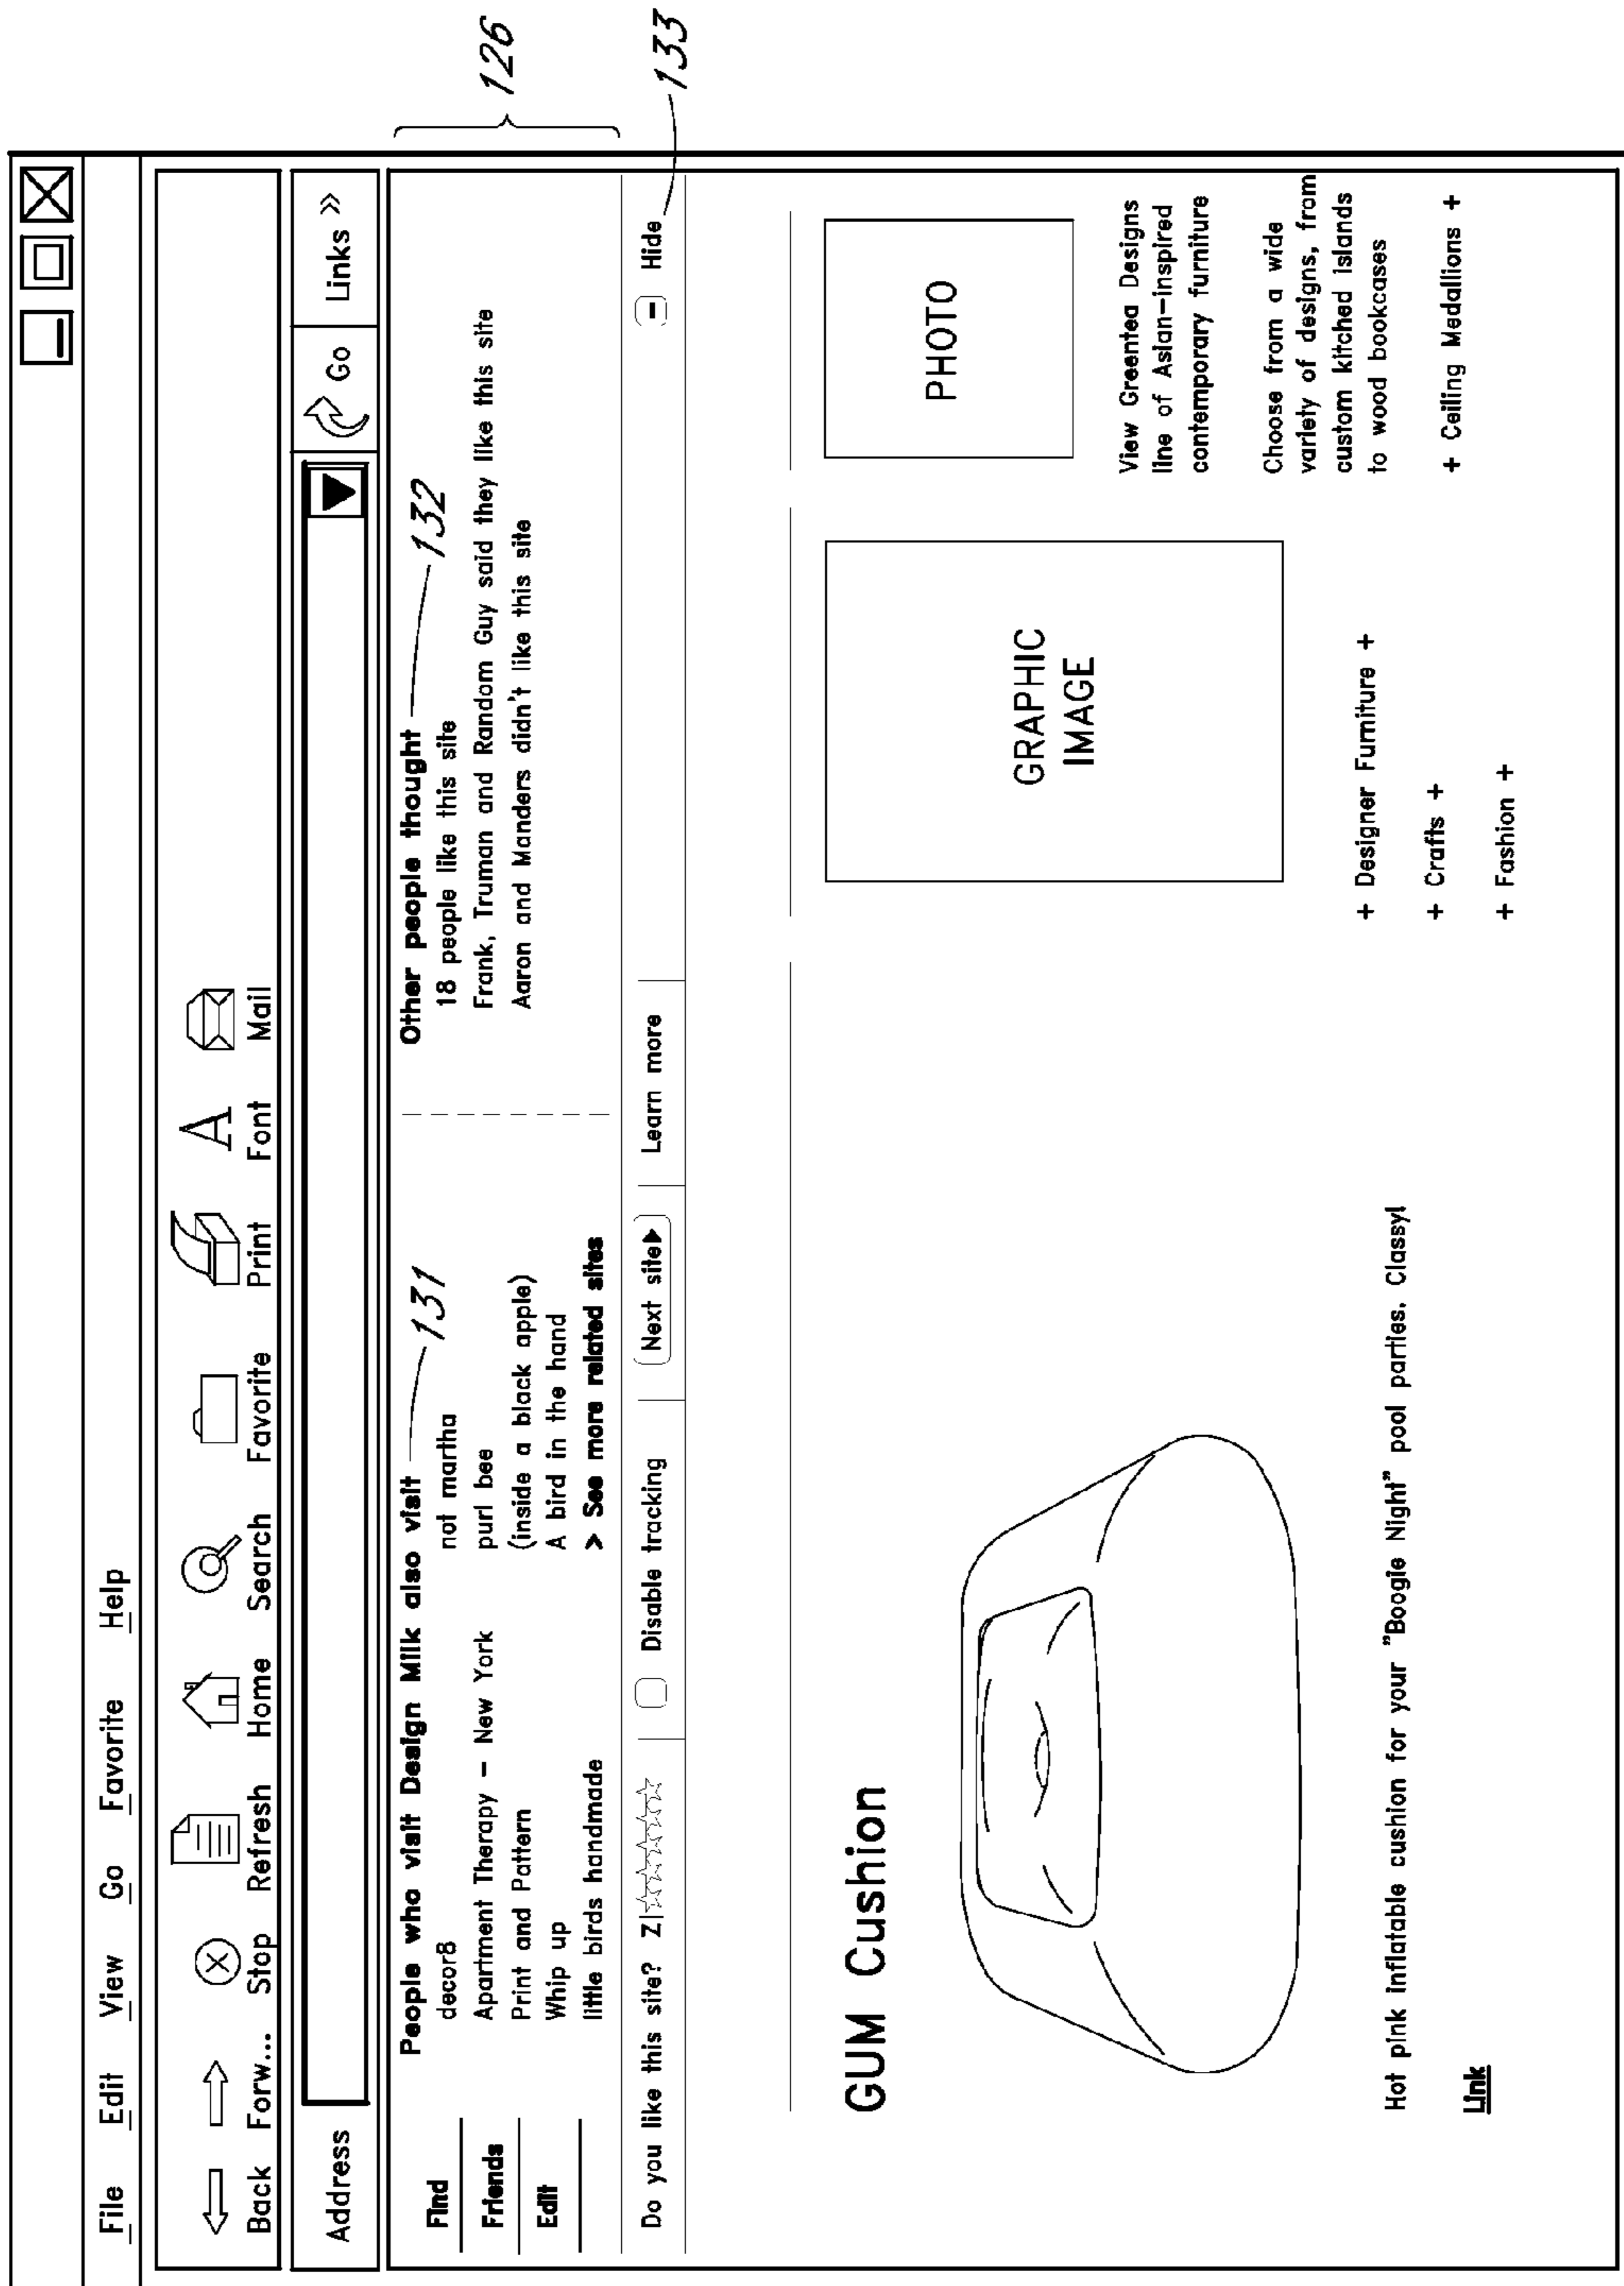 File Edit View Go Favorite Help
Back Forw... Stop Refresh Home Search Favorite Print Font Mail
Address Go Links »
126
Find
Friends
Edit
People who visit Design Milk also visit 131
decor8 not martha
Apartment Therapy – New York purl bee
Print and Pattern (inside a black apple)
Whip up A bird in the hand
little birds handmade > See more related sites
Other people thought 132
18 people like this site
Frank, Truman and Random Guy said they like this site
Aaron and Manders didn't like this site
Do you like this site? Z|☆☆☆☆☆ Disable tracking Next site▶ Learn more – Hide 133
GUM Cushion
Hot pink inflatable cushion for your "Boogie Night" pool parties. Classy!
Link
GRAPHIC
IMAGE
+ Designer Furniture +
+ Crafts +
+ Fashion +
PHOTO
View Greentea Designs
line of Asian–inspired
contemporary furniture
Choose from a wide
variety of designs, from
custom kitched islands
to wood bookcases
+ Ceiling Medallions +